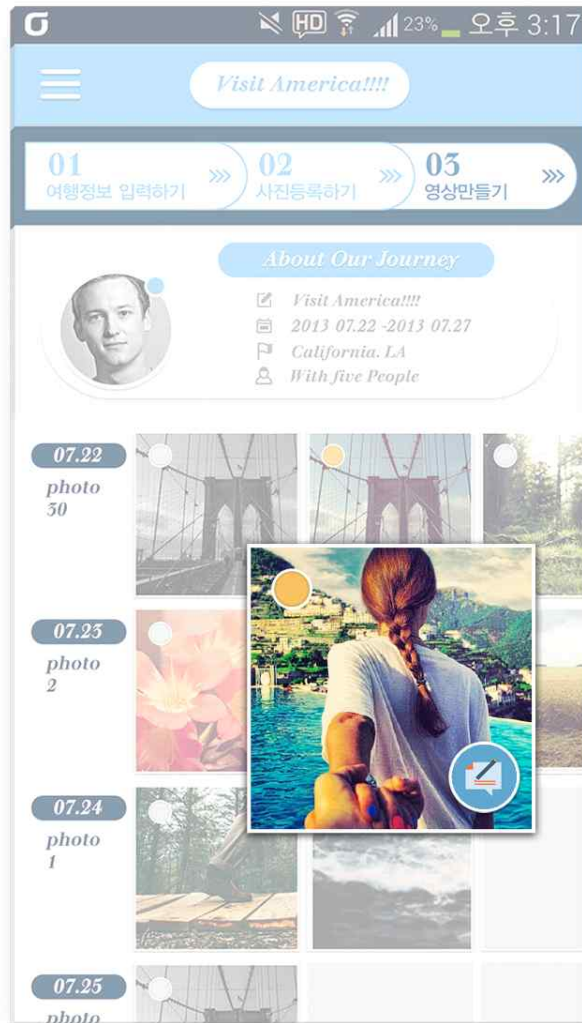 HD 23% 오후 3:17
Visit America!!!!
01
여행정보 입력하기
02
사진등록하기
03
영상만들기
About Our Journey
Visit America!!!!
2013 07.22 -2013 07.27
California. LA
With five People
07.22
photo
30
07.23
photo
2
07.24
photo
1
07.25
photo